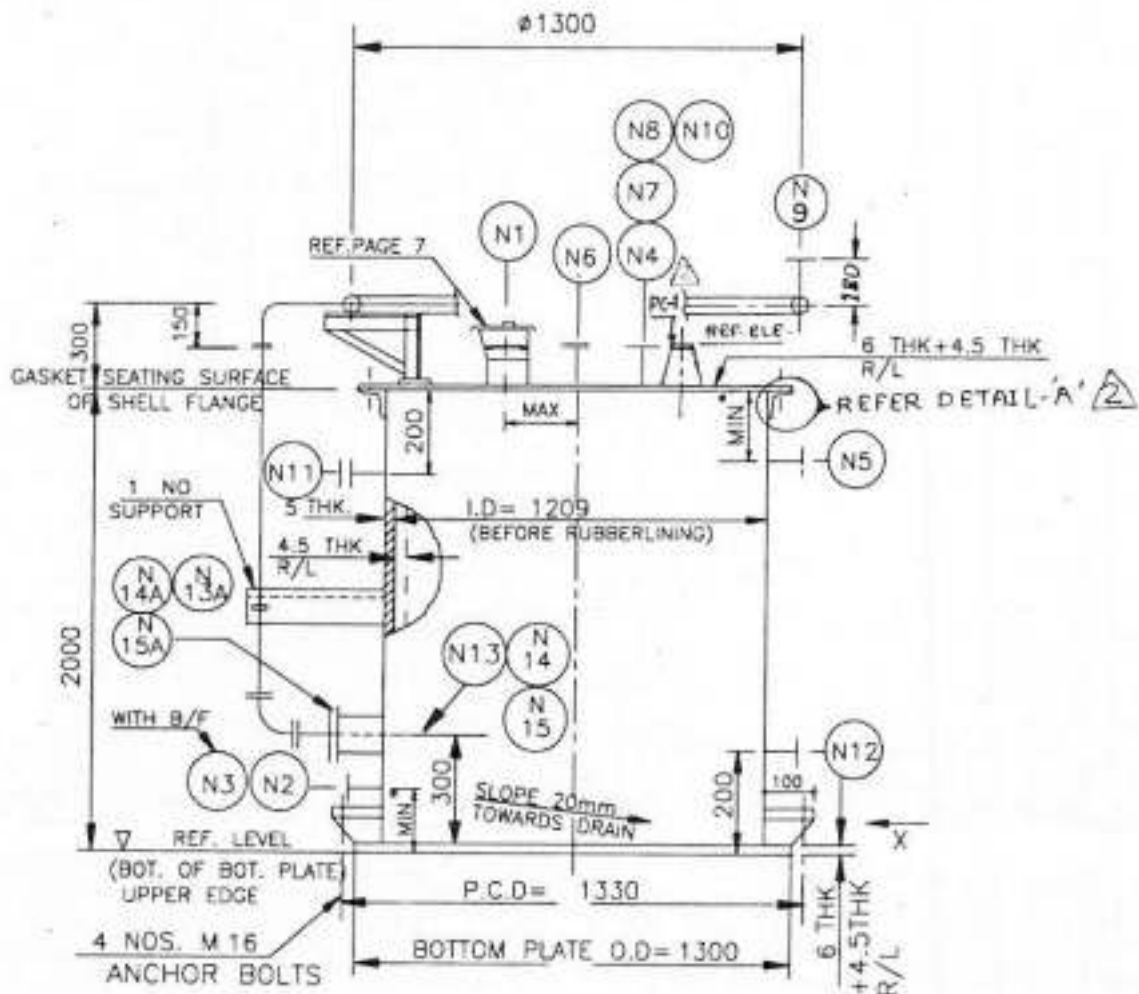 ø1300
N8 N10
N7
N
9
N1
N6
N4
REF.PAGE 7
180
150
300
REF ELE.
6 THK+4.5 THK
R/L
GASKET SEATING SURFACE
OF SHELL FLANGE
REFER DETAIL-'A' 2
MAX
200
MIN
N11
N5
1 NO
SUPPORT
5 THK.
I.D= 1209
(BEFORE RUBBERLINING)
4.5 THK
R/L
N
14A
N
13A
N
15A
2000
N13
N
14
N
15
WITH B/F
N3 N2
N12
300
200
100
MIN
SLOPE 20mm
TOWARDS DRAIN
REF. LEVEL
X
(BOT. OF BOT. PLATE)
UPPER EDGE
P.C.D= 1330
4 NOS. M 16
ANCHOR BOLTS
BOTTOM PLATE O.D= 1300
6 THK
+4.5THK
R/L